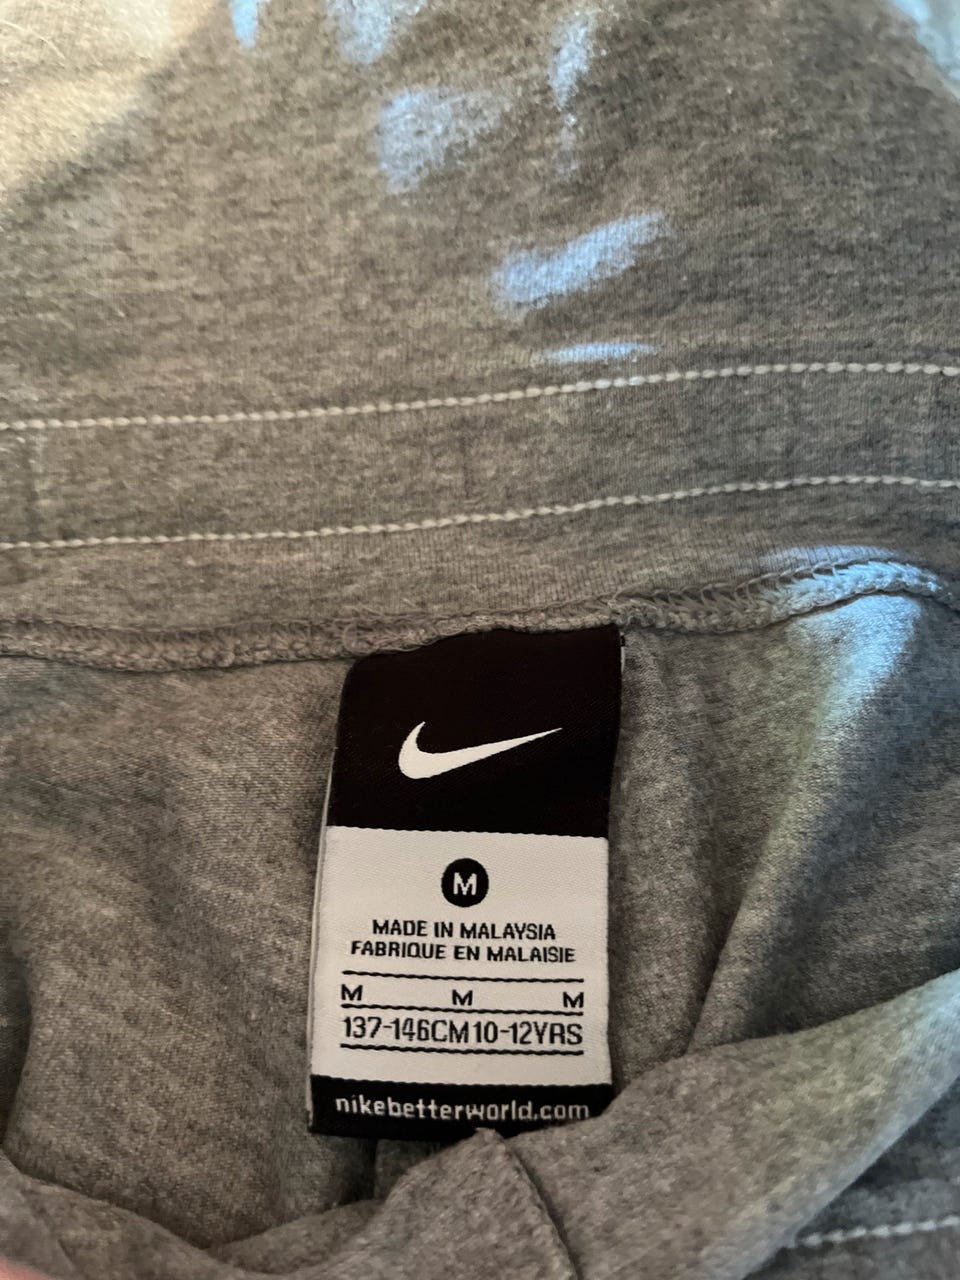 M
MADE IN MALAYSIA
FABRIQUE EN MALAISIE
M M M
137-146CM 10-12YRS
nikebetterworld.com